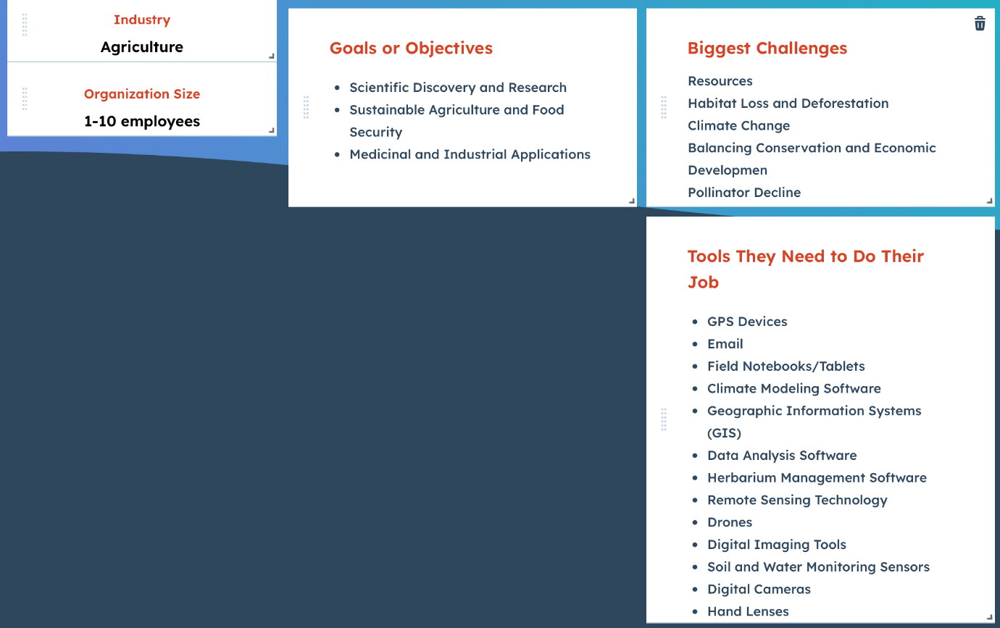 Industry
Agriculture
Organization Size
1-10 employees
Goals or Objectives
• Scientific Discovery and Research
• Sustainable Agriculture and Food
Security
• Medicinal and Industrial Applications
Biggest Challenges
Resources
Habitat Loss and Deforestation
Climate Change
Balancing Conservation and Economic
Developmen
Pollinator Decline
Tools They Need to Do Their
Job
• GPS Devices
• Email
• Field Notebooks/Tablets
• Climate Modeling Software
• Geographic Information Systems
(GIS)
• Data Analysis Software
• Herbarium Management Software
• Remote Sensing Technology
• Drones
• Digital Imaging Tools
• Soil and Water Monitoring Sensors
• Digital Cameras
• Hand Lenses